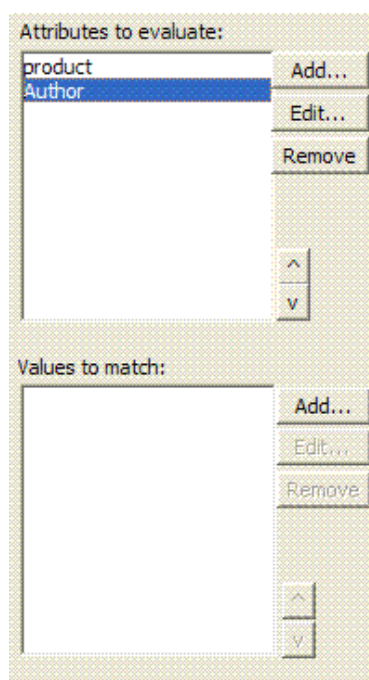 Attributes to evaluate:
product
Author
Add...
Edit...
Remove
^
v
Values to match:
Add...
Edit...
Remove
^
v